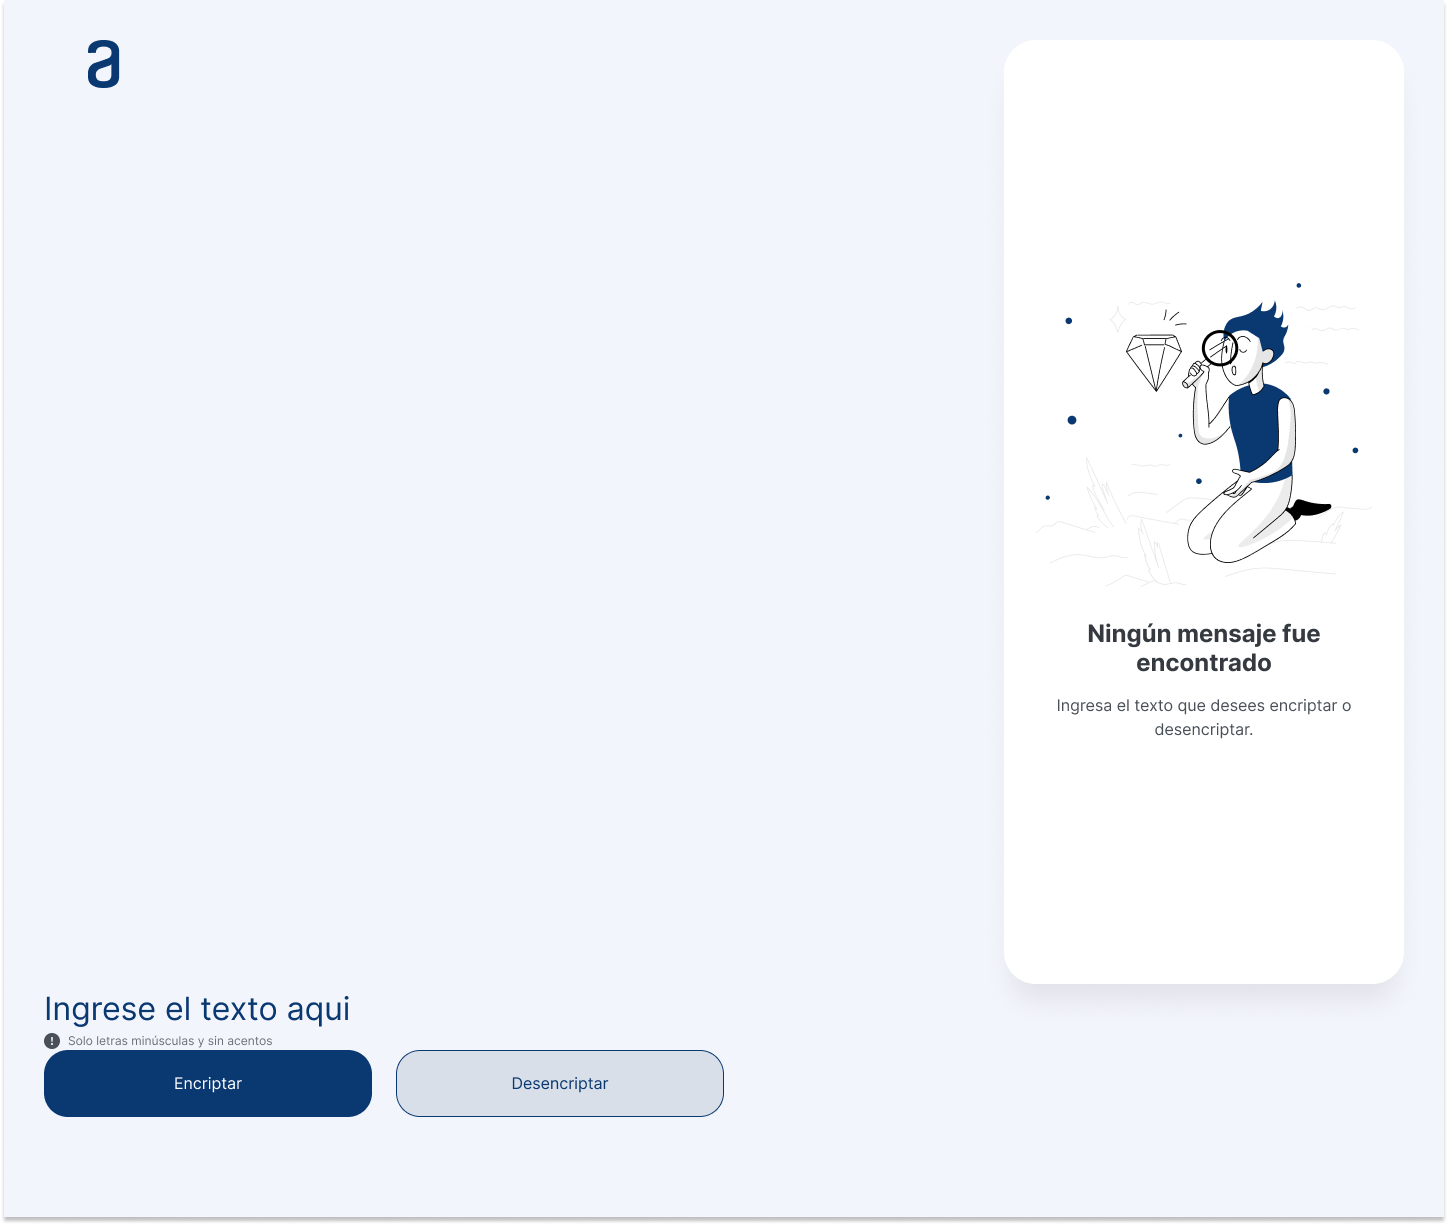 a
Ningún mensaje fue
encontrado
Ingresa el texto que desees encriptar o
desencriptar.
Ingrese el texto aqui
Solo letras minúsculas y sin acentos
Encriptar
Desencriptar